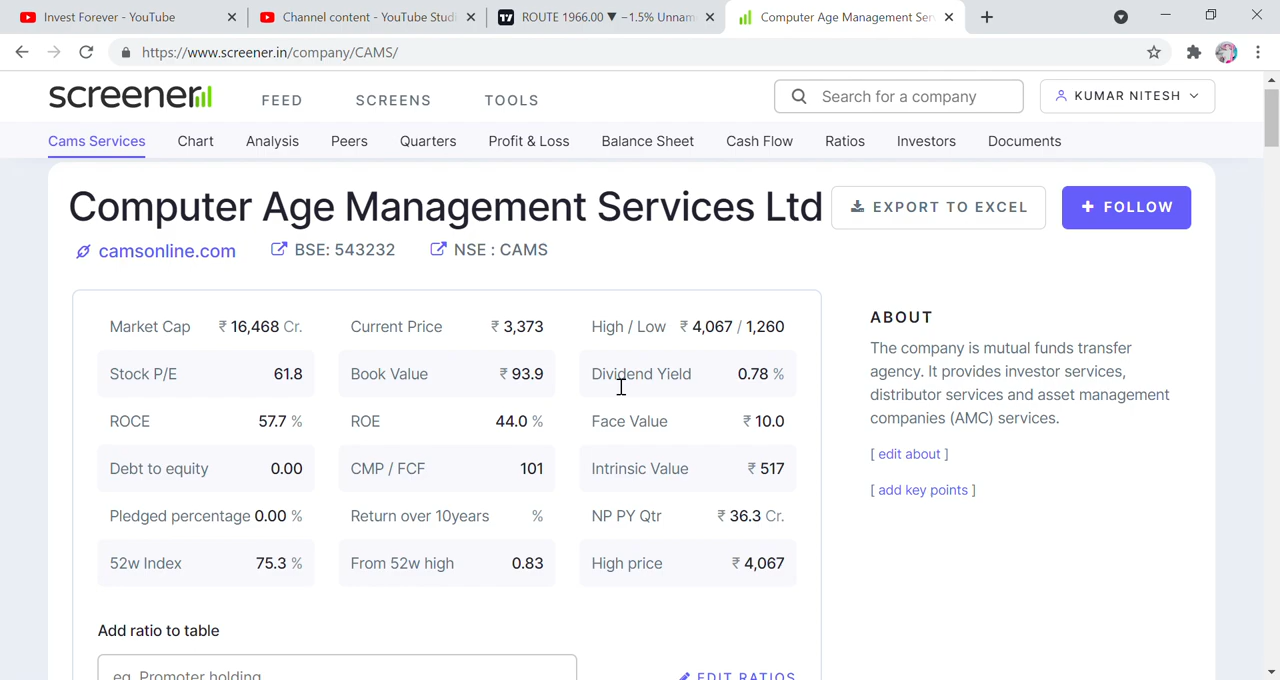 Invest Forever - YouTube
Channel content - YouTube Studi
ROUTE 1966.00 ▼ −1.5% Unnam
Computer Age Management Ser
https://www.screener.in/company/CAMS/
screener
FEED SCREENS TOOLS
Search for a company
KUMAR NITESH
Cams Services Chart Analysis Peers Quarters Profit & Loss Balance Sheet Cash Flow Ratios Investors Documents
Computer Age Management Services Ltd
EXPORT TO EXCEL
+ FOLLOW
camsonline.com BSE: 543232 NSE : CAMS
Market Cap ₹ 16,468 Cr. Current Price ₹ 3,373 High / Low ₹ 4,067 / 1,260
Stock P/E 61.8 Book Value ₹ 93.9 Dividend Yield 0.78 %
ROCE 57.7 % ROE 44.0 % Face Value ₹ 10.0
Debt to equity 0.00 CMP / FCF 101 Intrinsic Value ₹ 517
Pledged percentage 0.00 % Return over 10years % NP PY Qtr ₹ 36.3 Cr.
52w Index 75.3 % From 52w high 0.83 High price ₹ 4,067
Add ratio to table
eg. Promoter holding
EDIT RATIOS
ABOUT
The company is mutual funds transfer
agency. It provides investor services,
distributor services and asset management
companies (AMC) services.
[ edit about ]
[ add key points ]